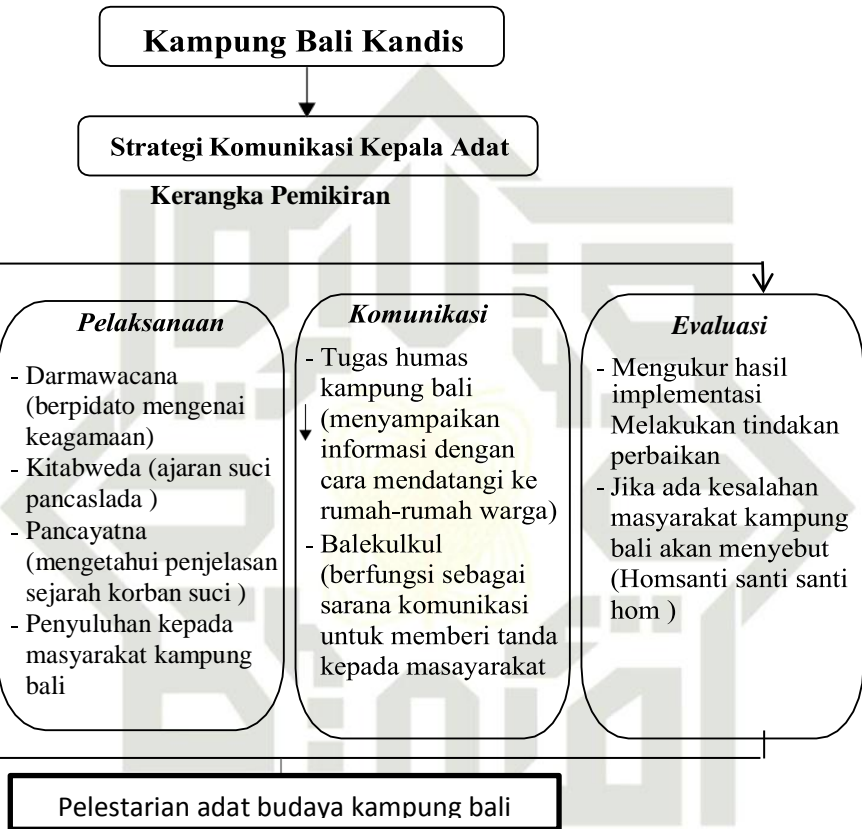 Kampung Bali Kandis
Strategi Komunikasi Kepala Adat
Kerangka Pemikiran
Pelaksanaan
- Darmawacana
(berpidato mengenai
keagamaan)
- Kitabweda (ajaran suci
pancaslada )
- Pancayatna
(mengetahui penjelasan
sejarah korban suci )
- Penyuluhan kepada
masyarakat kampung
bali
Komunikasi
- Tugas humas
kampung bali
(menyampaikan
informasi dengan
cara mendatangi ke
rumah-rumah warga)
- Balekulkul
(berfungsi sebagai
sarana komunikasi
untuk memberi tanda
kepada masayarakat
Evaluasi
- Mengukur hasil
implementasi
Melakukan tindakan
perbaikan
- Jika ada kesalahan
masyarakat kampung
bali akan menyebut
(Homsanti santi santi
hom )
Pelestarian adat budaya kampung bali